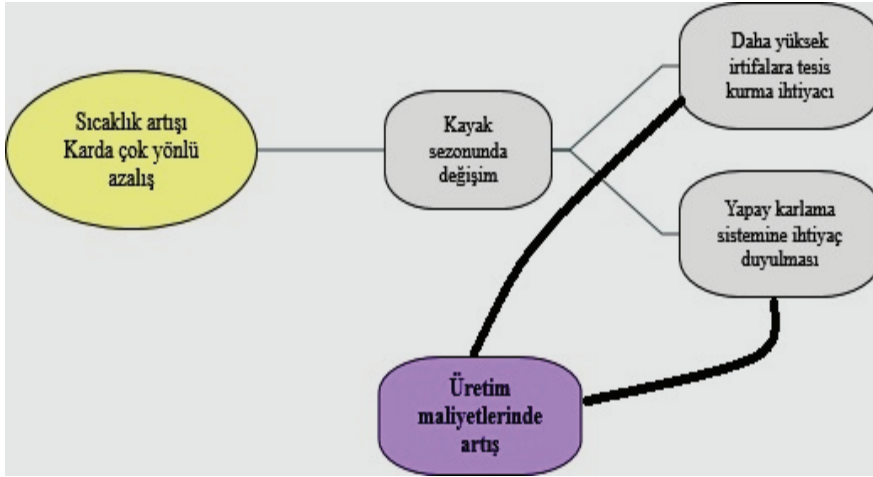 Sıcaklık artışı
Karda çok yönlü
azalış
Kayak
sezonunda
değişim
Daha yüksek
irtifalara tesis
kurma ihtiyacı
Yapay karlama
sistemine ihtiyaç
duyulması
Üretim
maliyetlerinde
artış